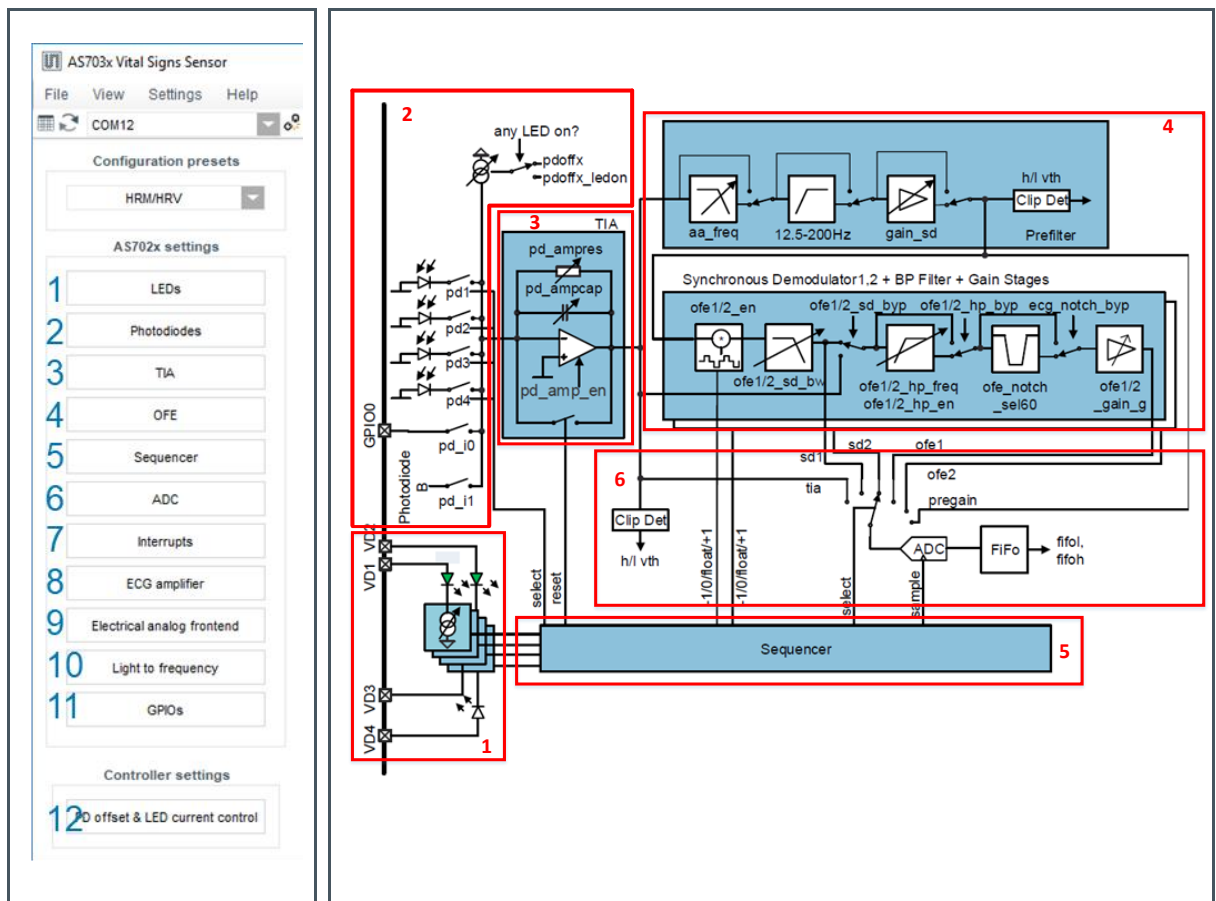 AS703x Vital Signs Sensor
File View Settings Help
COM12
Configuration presets
HRM/HRV
AS702x settings
1 LEDs
2 Photodiodes
3 TIA
4 OFE
5 Sequencer
6 ADC
7 Interrupts
8 ECG amplifier
9 Electrical analog frontend
10 Light to frequency
11 GPIOs
Controller settings
12 PD offset & LED current control
2
any LED on?
pdoffx
pdoffx_ledon
pd1
pd2
pd3
pd4
GPIO0
pd_i0
Photodiode
B
pd_i1
3
TIA
pd_ampres
pd_ampcap
pd_amp_en
4
h/l vth
Clip Det
aa_freq
12.5-200Hz
gain_sd
Prefilter
Synchronous Demodulator1,2 + BP Filter + Gain Stages
ofe1/2_en
ofe1/2_sd_byp
ofe1/2_hp_byp
ecg_notch_byp
ofe1/2_sd_bw
ofe1/2_hp_freq
ofe1/2_hp_en
ofe_notch
_sel60
ofe1/2
_gain_g
6
tia
sd1
sd2
ofe1
ofe2
pregain
Clip Det
h/l vth
ADC
FiFo
fifol,
fifoh
select
reset
-1/0/float/+1
-1/0/float/+1
select
sample
VD2
VD1
VD3
VD4
1
Sequencer
5